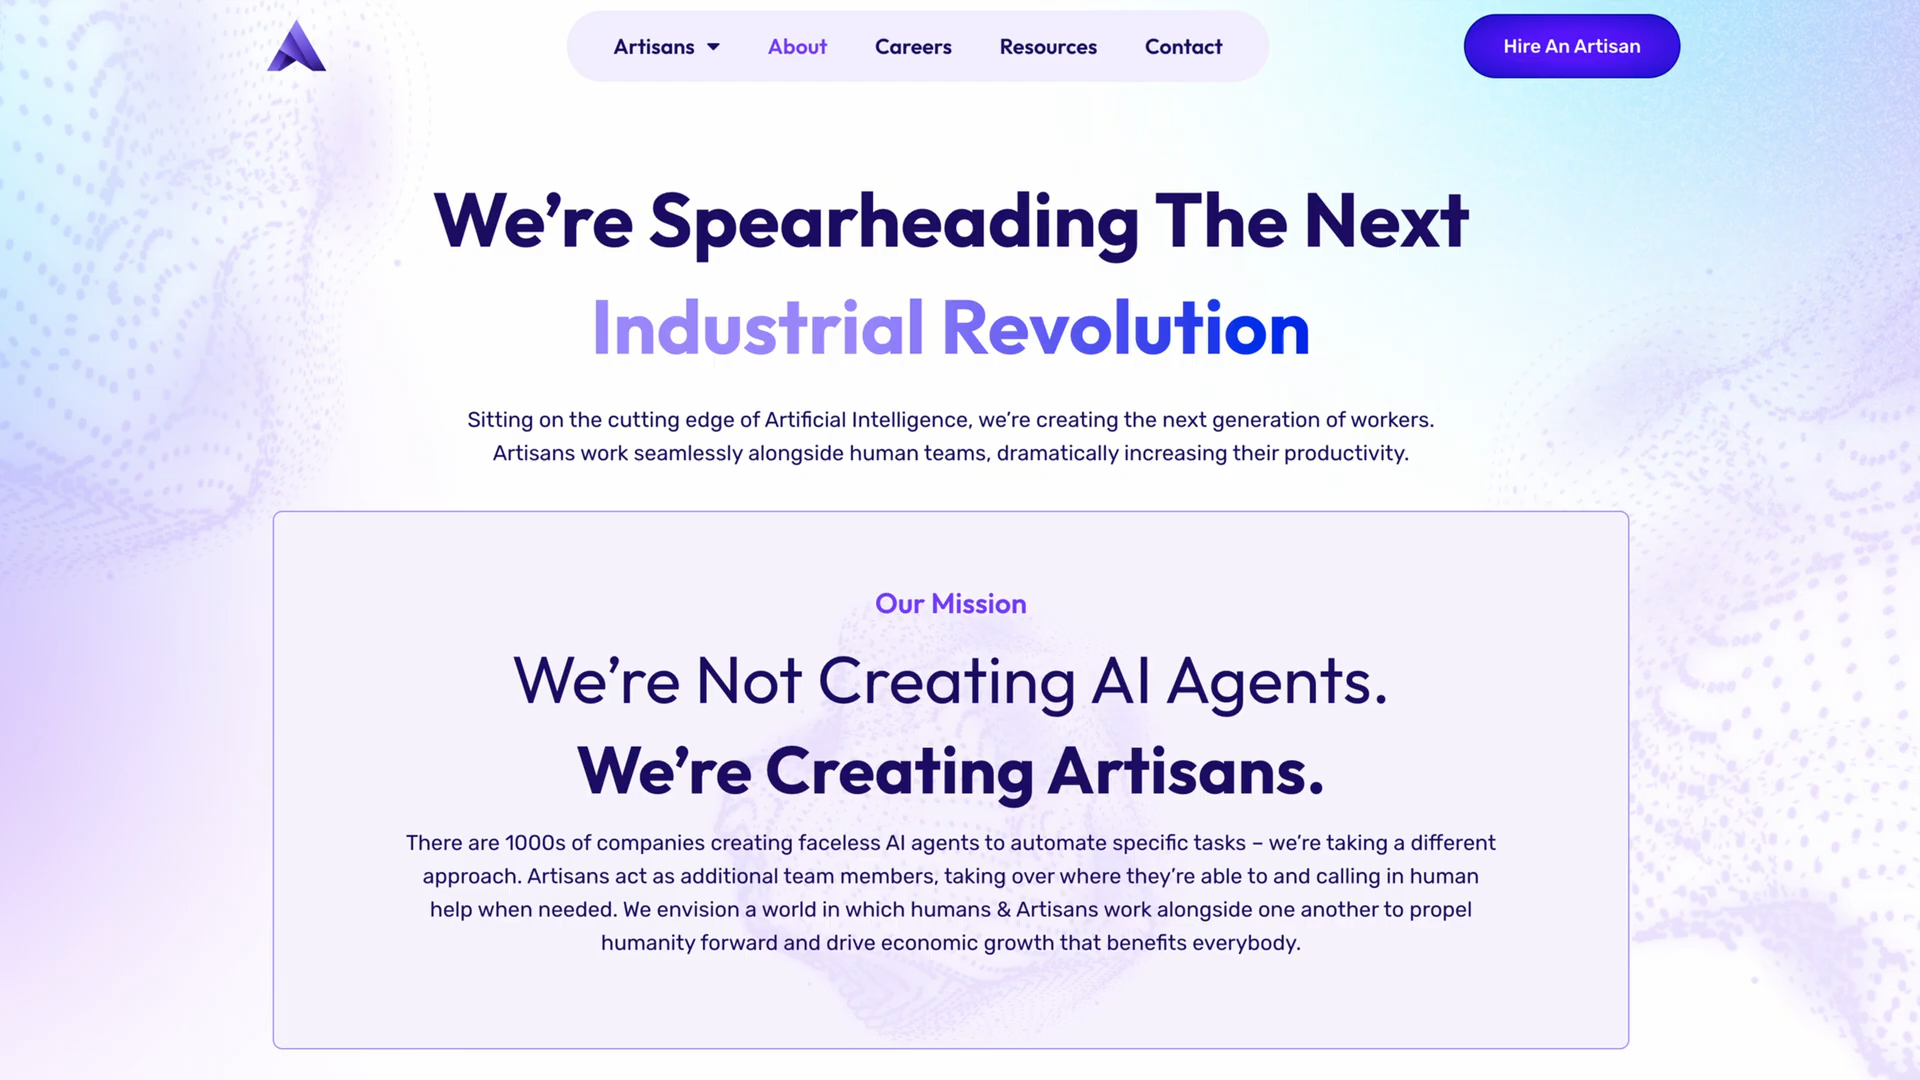 Artisans
About
Careers
Resources
Contact
Hire An Artisan
We’re Spearheading The Next
Industrial Revolution
Sitting on the cutting edge of Artificial Intelligence, we’re creating the next generation of workers.
Artisans work seamlessly alongside human teams, dramatically increasing their productivity.
Our Mission
We’re Not Creating AI Agents.
We’re Creating Artisans.
There are 1000s of companies creating faceless AI agents to automate specific tasks – we’re taking a different
approach. Artisans act as additional team members, taking over where they’re able to and calling in human
help when needed. We envision a world in which humans & Artisans work alongside one another to propel
humanity forward and drive economic growth that benefits everybody.